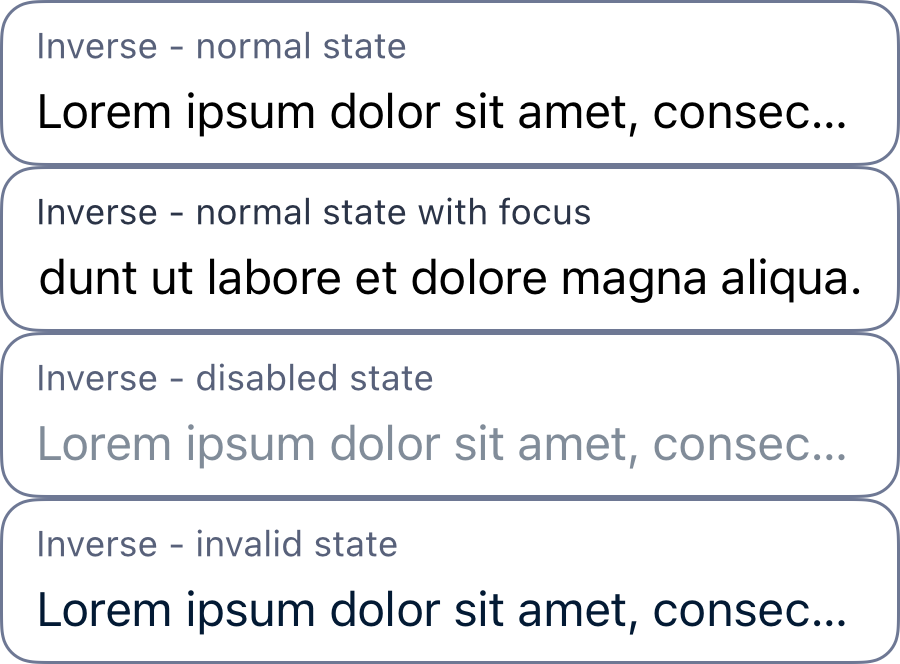 Inverse - normal state
Lorem ipsum dolor sit amet, consec...
Inverse - normal state with focus
dunt ut labore et dolore magna aliqua.
Inverse - disabled state
Lorem ipsum dolor sit amet, consec...
Inverse - invalid state
Lorem ipsum dolor sit amet, consec...